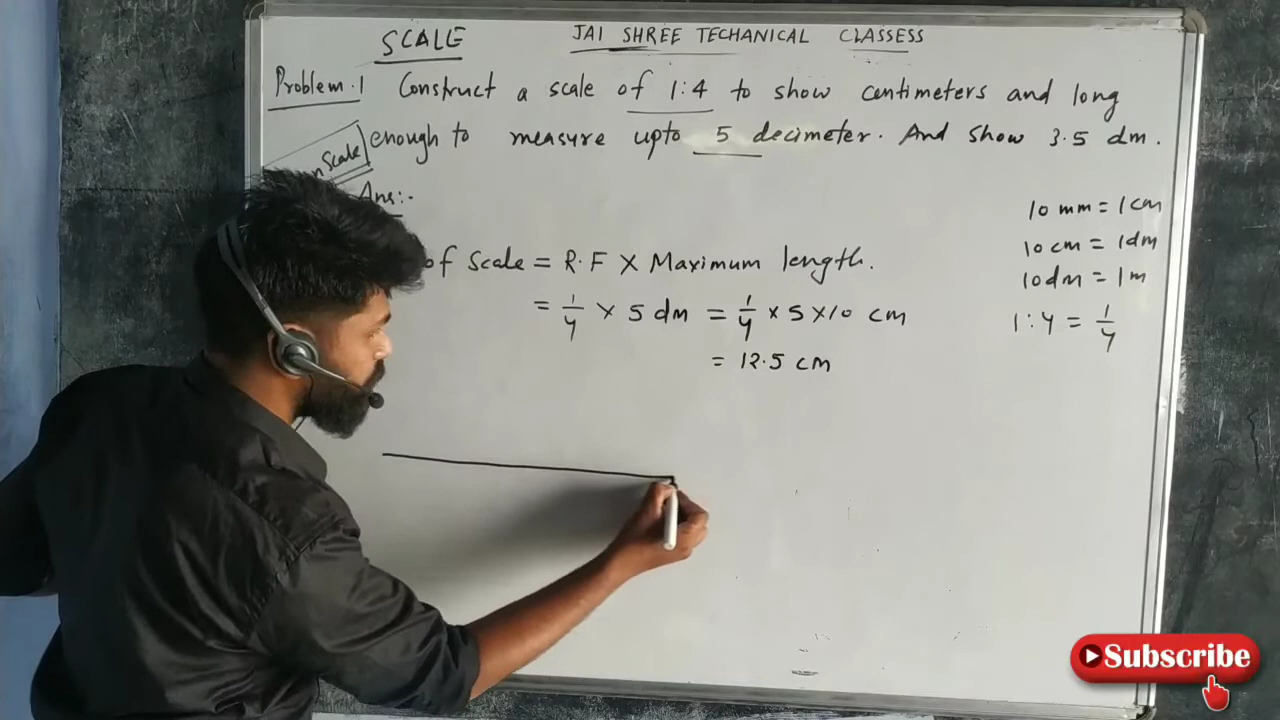 SCALE JAI SHREE TECHANICAL CLASSESS
Problem.1 Construct a scale of 1:4 to show centimeters and long
enough to measure upto 5 decimeter. And show 3.5 dm.
Scale
Ans:-
of Scale = R.F X Maximum length.
= 1/4 × 5 dm = 1/4 × 5 × 10 cm
= 12.5 cm
10 mm = 1 cm
10 cm = 1 dm
10 dm = 1 m
1:4 = 1/4
Subscribe